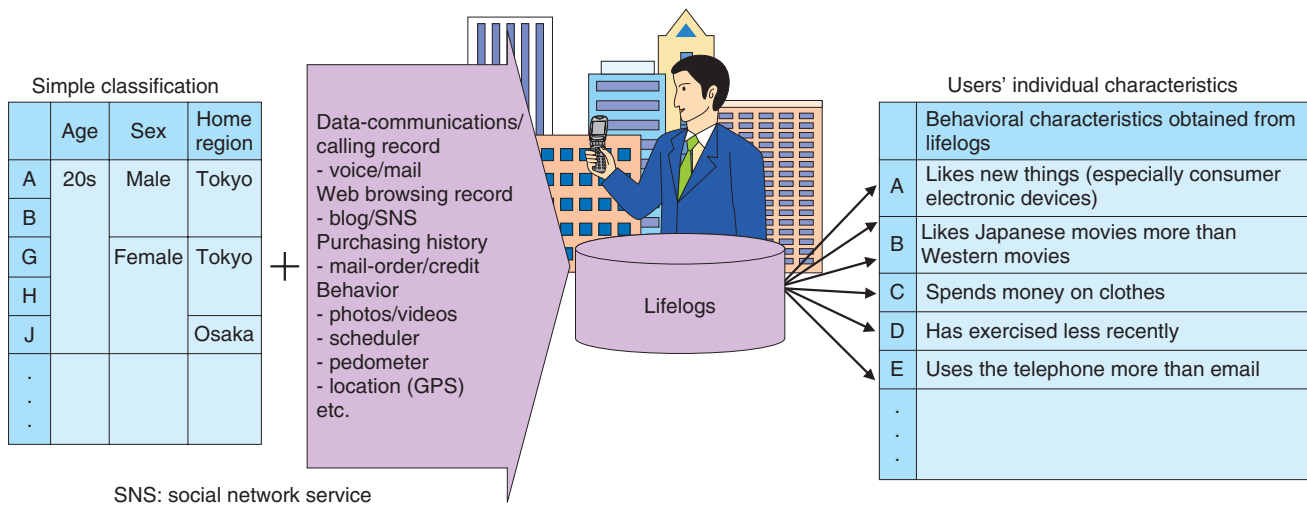 Simple classification
Age Sex Home region
A 20s Male Tokyo
B
G Female Tokyo
H
J Osaka
.
.
.
SNS: social network service
+
Data-communications/
calling record
- voice/mail
Web browsing record
- blog/SNS
Purchasing history
- mail-order/credit
Behavior
- photos/videos
- scheduler
- pedometer
- location (GPS)
etc.
Lifelogs
Users' individual characteristics
Behavioral characteristics obtained from
lifelogs
A Likes new things (especially consumer
electronic devices)
B Likes Japanese movies more than
Western movies
C Spends money on clothes
D Has exercised less recently
E Uses the telephone more than email
.
.
.